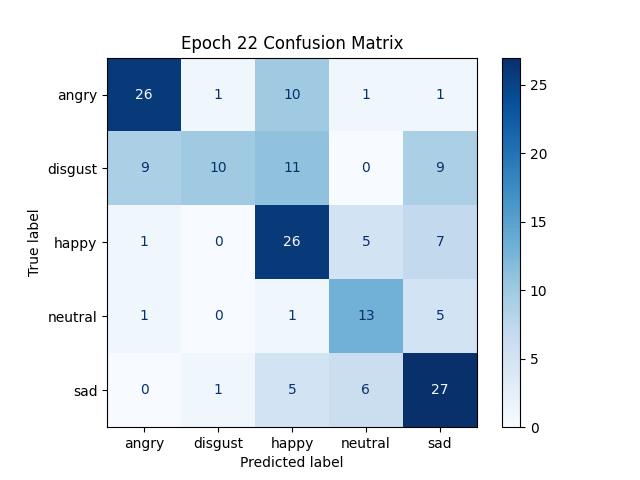 Epoch 22 Confusion Matrix
True label
angry 26 1 10 1 1
disgust 9 10 11 0 9
happy 1 0 26 5 7
neutral 1 0 1 13 5
sad 0 1 5 6 27
angry disgust happy neutral sad
Predicted label
25
20
15
10
5
0